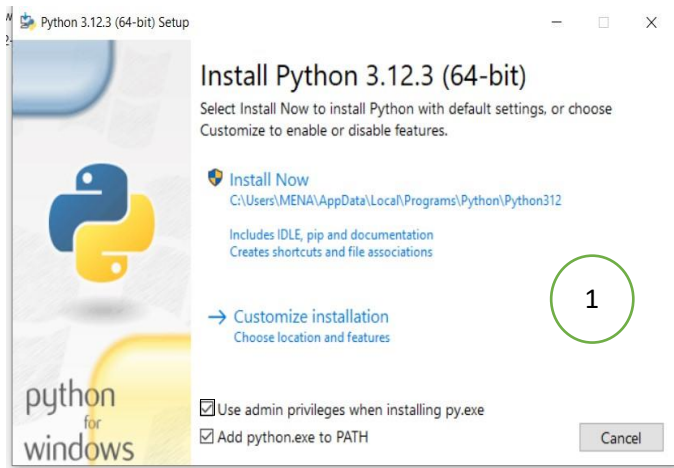 Python 3.12.3 (64-bit) Setup
Install Python 3.12.3 (64-bit)
Select Install Now to install Python with default settings, or choose
Customize to enable or disable features.
Install Now
C:\Users\MENA\AppData\Local\Programs\Python\Python312
Includes IDLE, pip and documentation
Creates shortcuts and file associations
1
Customize installation
Choose location and features
python
for
windows
Use admin privileges when installing py.exe
Add python.exe to PATH
Cancel